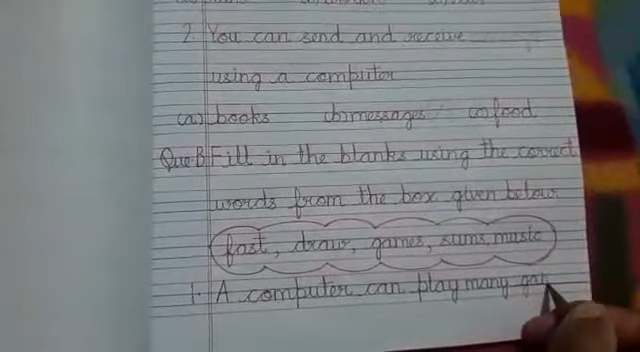 2. You can send and receive
using a computer
(a) books (b) messages (c) food
Que.B Fill in the blanks using the correct
words from the box given below.
fast, draw, games, sums, music
1. A computer can play many gam